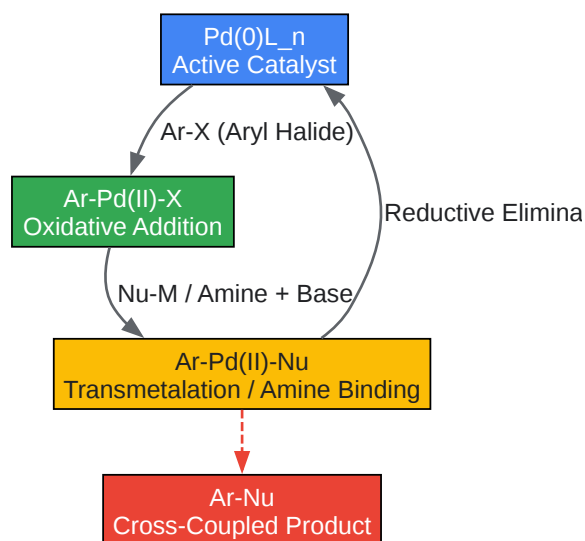 Pd(0)L_n
Active Catalyst
Ar-X (Aryl Halide)
Ar-Pd(II)-X
Oxidative Addition
Reductive Elimina
Nu-M / Amine + Base
Ar-Pd(II)-Nu
Transmetalation / Amine Binding
Ar-Nu
Cross-Coupled Product